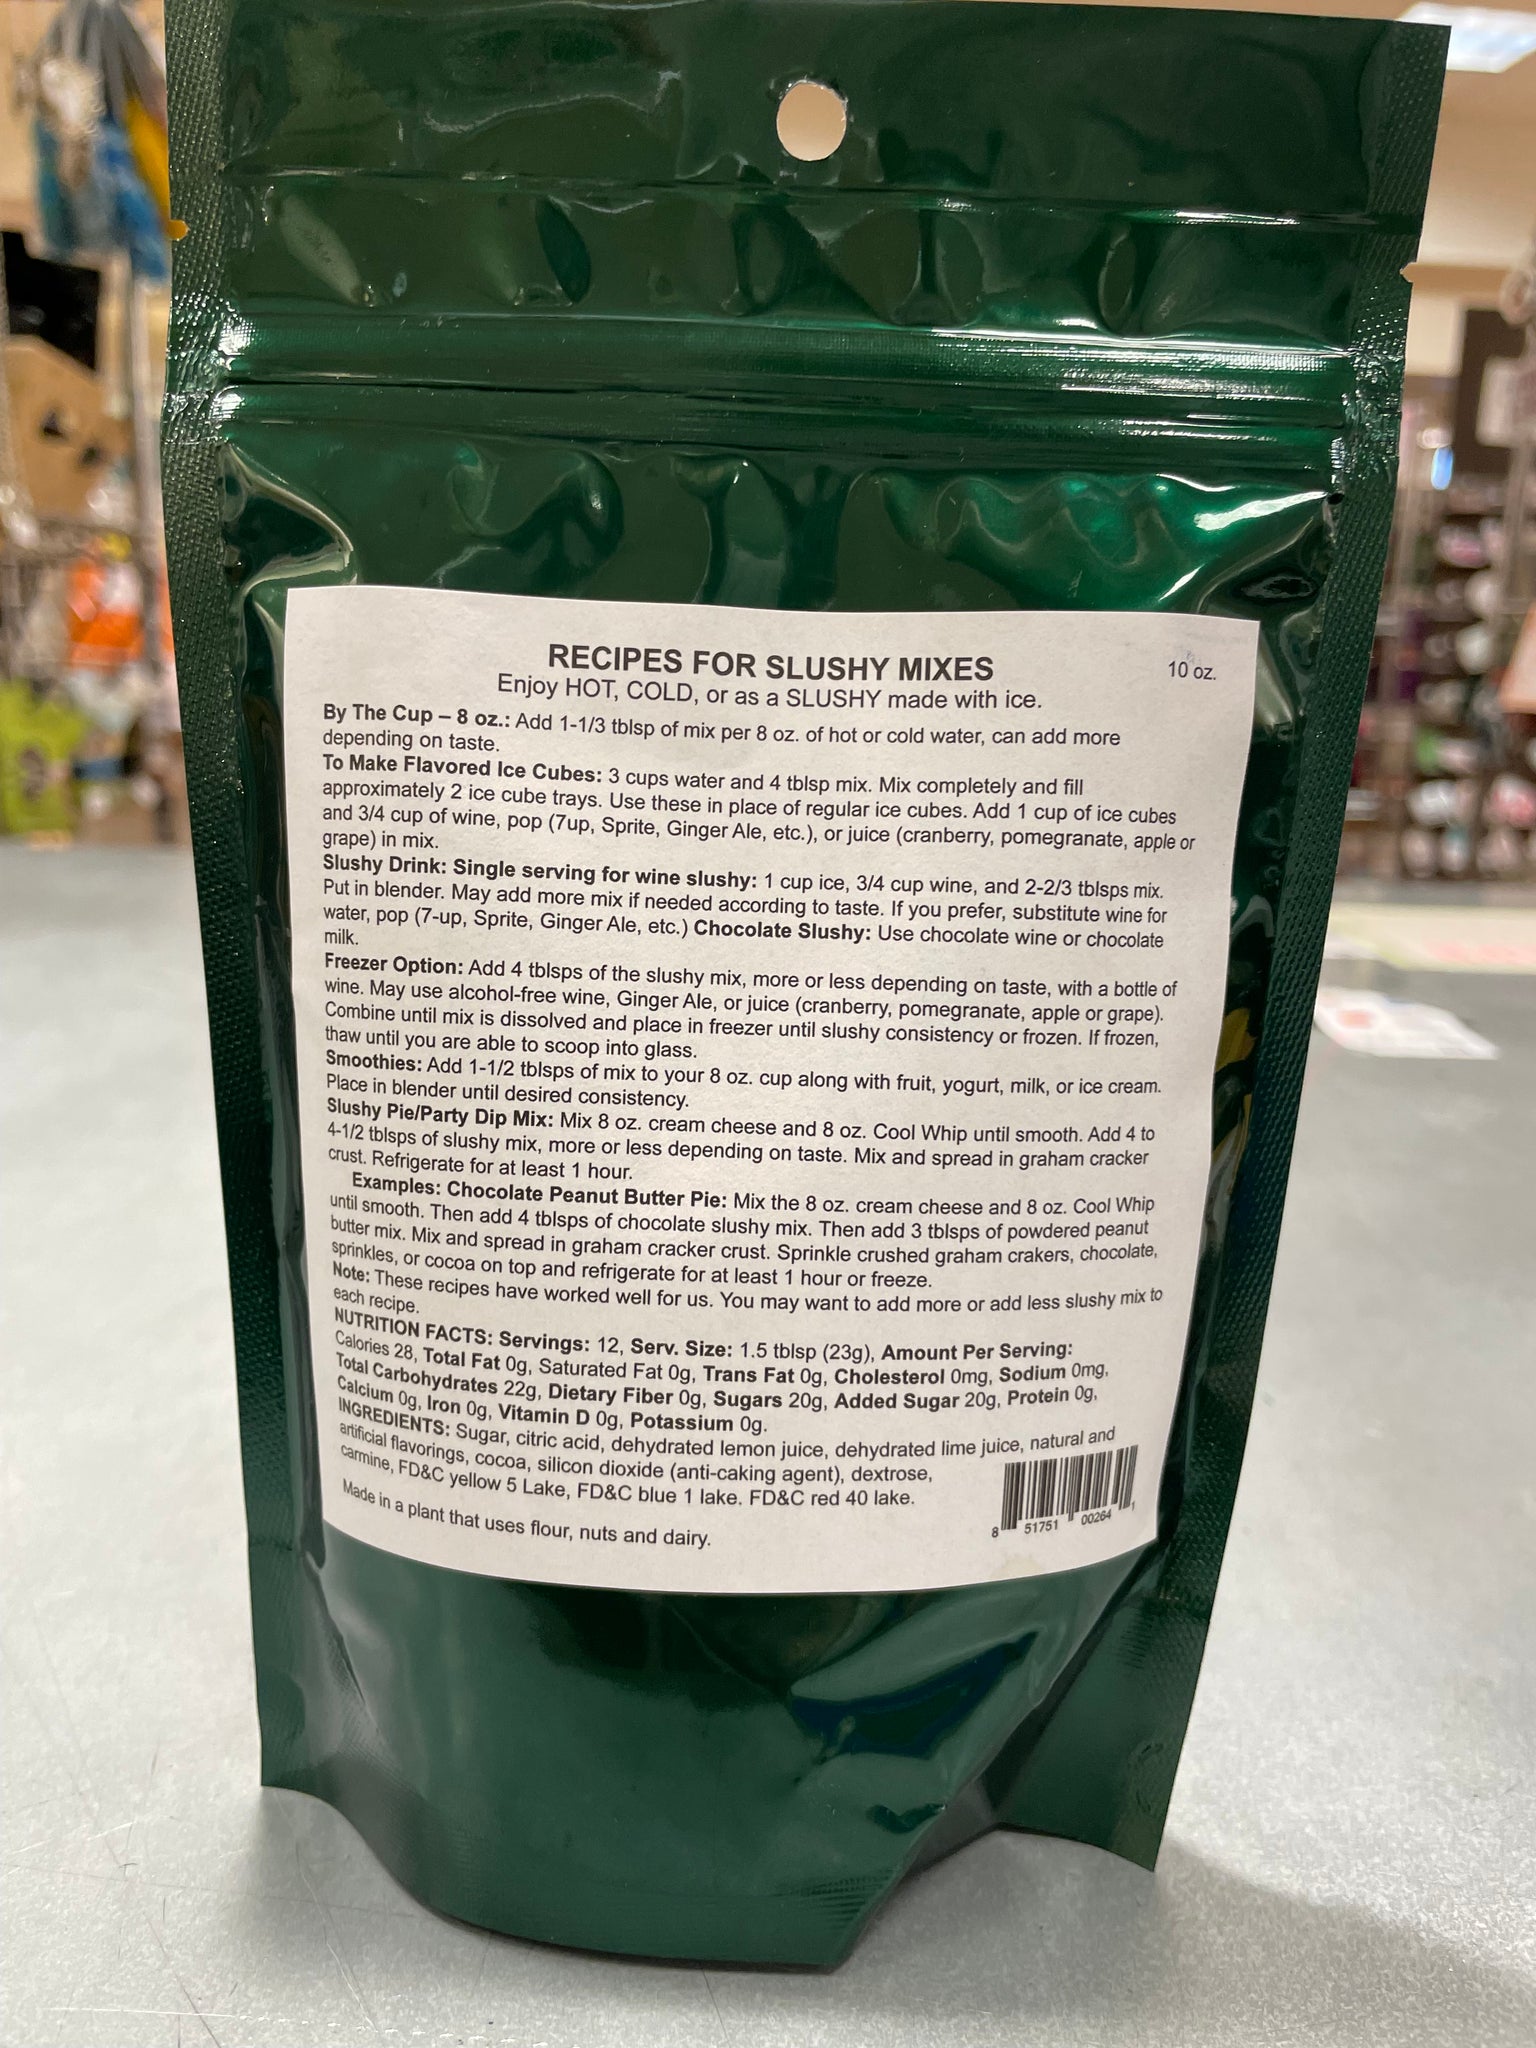 RECIPES FOR SLUSHY MIXES
10 oz.
Enjoy HOT, COLD, or as a SLUSHY made with ice.
By The Cup – 8 oz.: Add 1-1/3 tblsp of mix per 8 oz. of hot or cold water, can add more
depending on taste.
To Make Flavored Ice Cubes: 3 cups water and 4 tblsp mix. Mix completely and fill
approximately 2 ice cube trays. Use these in place of regular ice cubes. Add 1 cup of ice cubes
and 3/4 cup of wine, pop (7up, Sprite, Ginger Ale, etc.), or juice (cranberry, pomegranate, apple or
grape) in mix.
Slushy Drink: Single serving for wine slushy: 1 cup ice, 3/4 cup wine, and 2-2/3 tblsps mix.
Put in blender. May add more mix if needed according to taste. If you prefer, substitute wine for
water, pop (7-up, Sprite, Ginger Ale, etc.) Chocolate Slushy: Use chocolate wine or chocolate
milk.
Freezer Option: Add 4 tblsps of the slushy mix, more or less depending on taste, with a bottle of
wine. May use alcohol-free wine, Ginger Ale, or juice (cranberry, pomegranate, apple or grape).
Combine until mix is dissolved and place in freezer until slushy consistency or frozen. If frozen,
thaw until you are able to scoop into glass.
Smoothies: Add 1-1/2 tblsps of mix to your 8 oz. cup along with fruit, yogurt, milk, or ice cream.
Place in blender until desired consistency.
Slushy Pie/Party Dip Mix: Mix 8 oz. cream cheese and 8 oz. Cool Whip until smooth. Add 4 to
4-1/2 tblsps of slushy mix, more or less depending on taste. Mix and spread in graham cracker
crust. Refrigerate for at least 1 hour.
Examples: Chocolate Peanut Butter Pie: Mix the 8 oz. cream cheese and 8 oz. Cool Whip
until smooth. Then add 4 tblsps of chocolate slushy mix. Then add 3 tblsps of powdered peanut
butter mix. Mix and spread in graham cracker crust. Sprinkle crushed graham crakers, chocolate,
sprinkles, or cocoa on top and refrigerate for at least 1 hour or freeze.
Note: These recipes have worked well for us. You may want to add more or add less slushy mix to
each recipe.
NUTRITION FACTS: Servings: 12, Serv. Size: 1.5 tblsp (23g), Amount Per Serving:
Calories 28, Total Fat 0g, Saturated Fat 0g, Trans Fat 0g, Cholesterol 0mg, Sodium 0mg,
Total Carbohydrates 22g, Dietary Fiber 0g, Sugars 20g, Added Sugar 20g, Protein 0g,
Calcium 0g, Iron 0g, Vitamin D 0g, Potassium 0g.
INGREDIENTS: Sugar, citric acid, dehydrated lemon juice, dehydrated lime juice, natural and
artificial flavorings, cocoa, silicon dioxide (anti-caking agent), dextrose,
carmine, FD&C yellow 5 Lake, FD&C blue 1 lake. FD&C red 40 lake.
Made in a plant that uses flour, nuts and dairy.
8 51751 00264 1